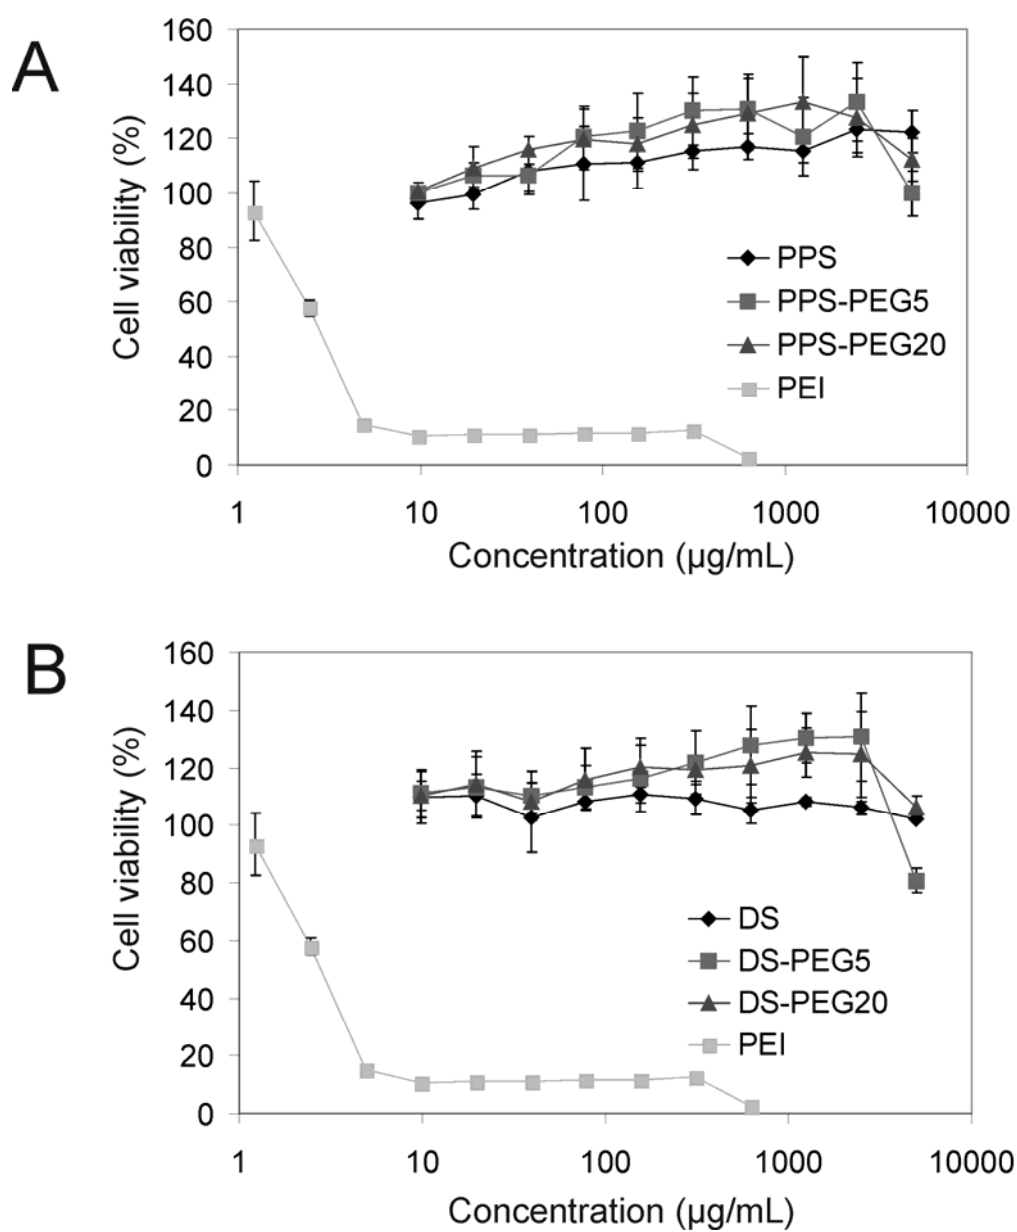 A
160
140
120
100
80
60
40
20
0
Cell viability (%)
PPS
PPS-PEG5
PPS-PEG20
PEI
1 10 100 1000 10000
Concentration (µg/mL)
B
160
140
120
100
80
60
40
20
0
Cell viability (%)
DS
DS-PEG5
DS-PEG20
PEI
1 10 100 1000 10000
Concentration (µg/mL)